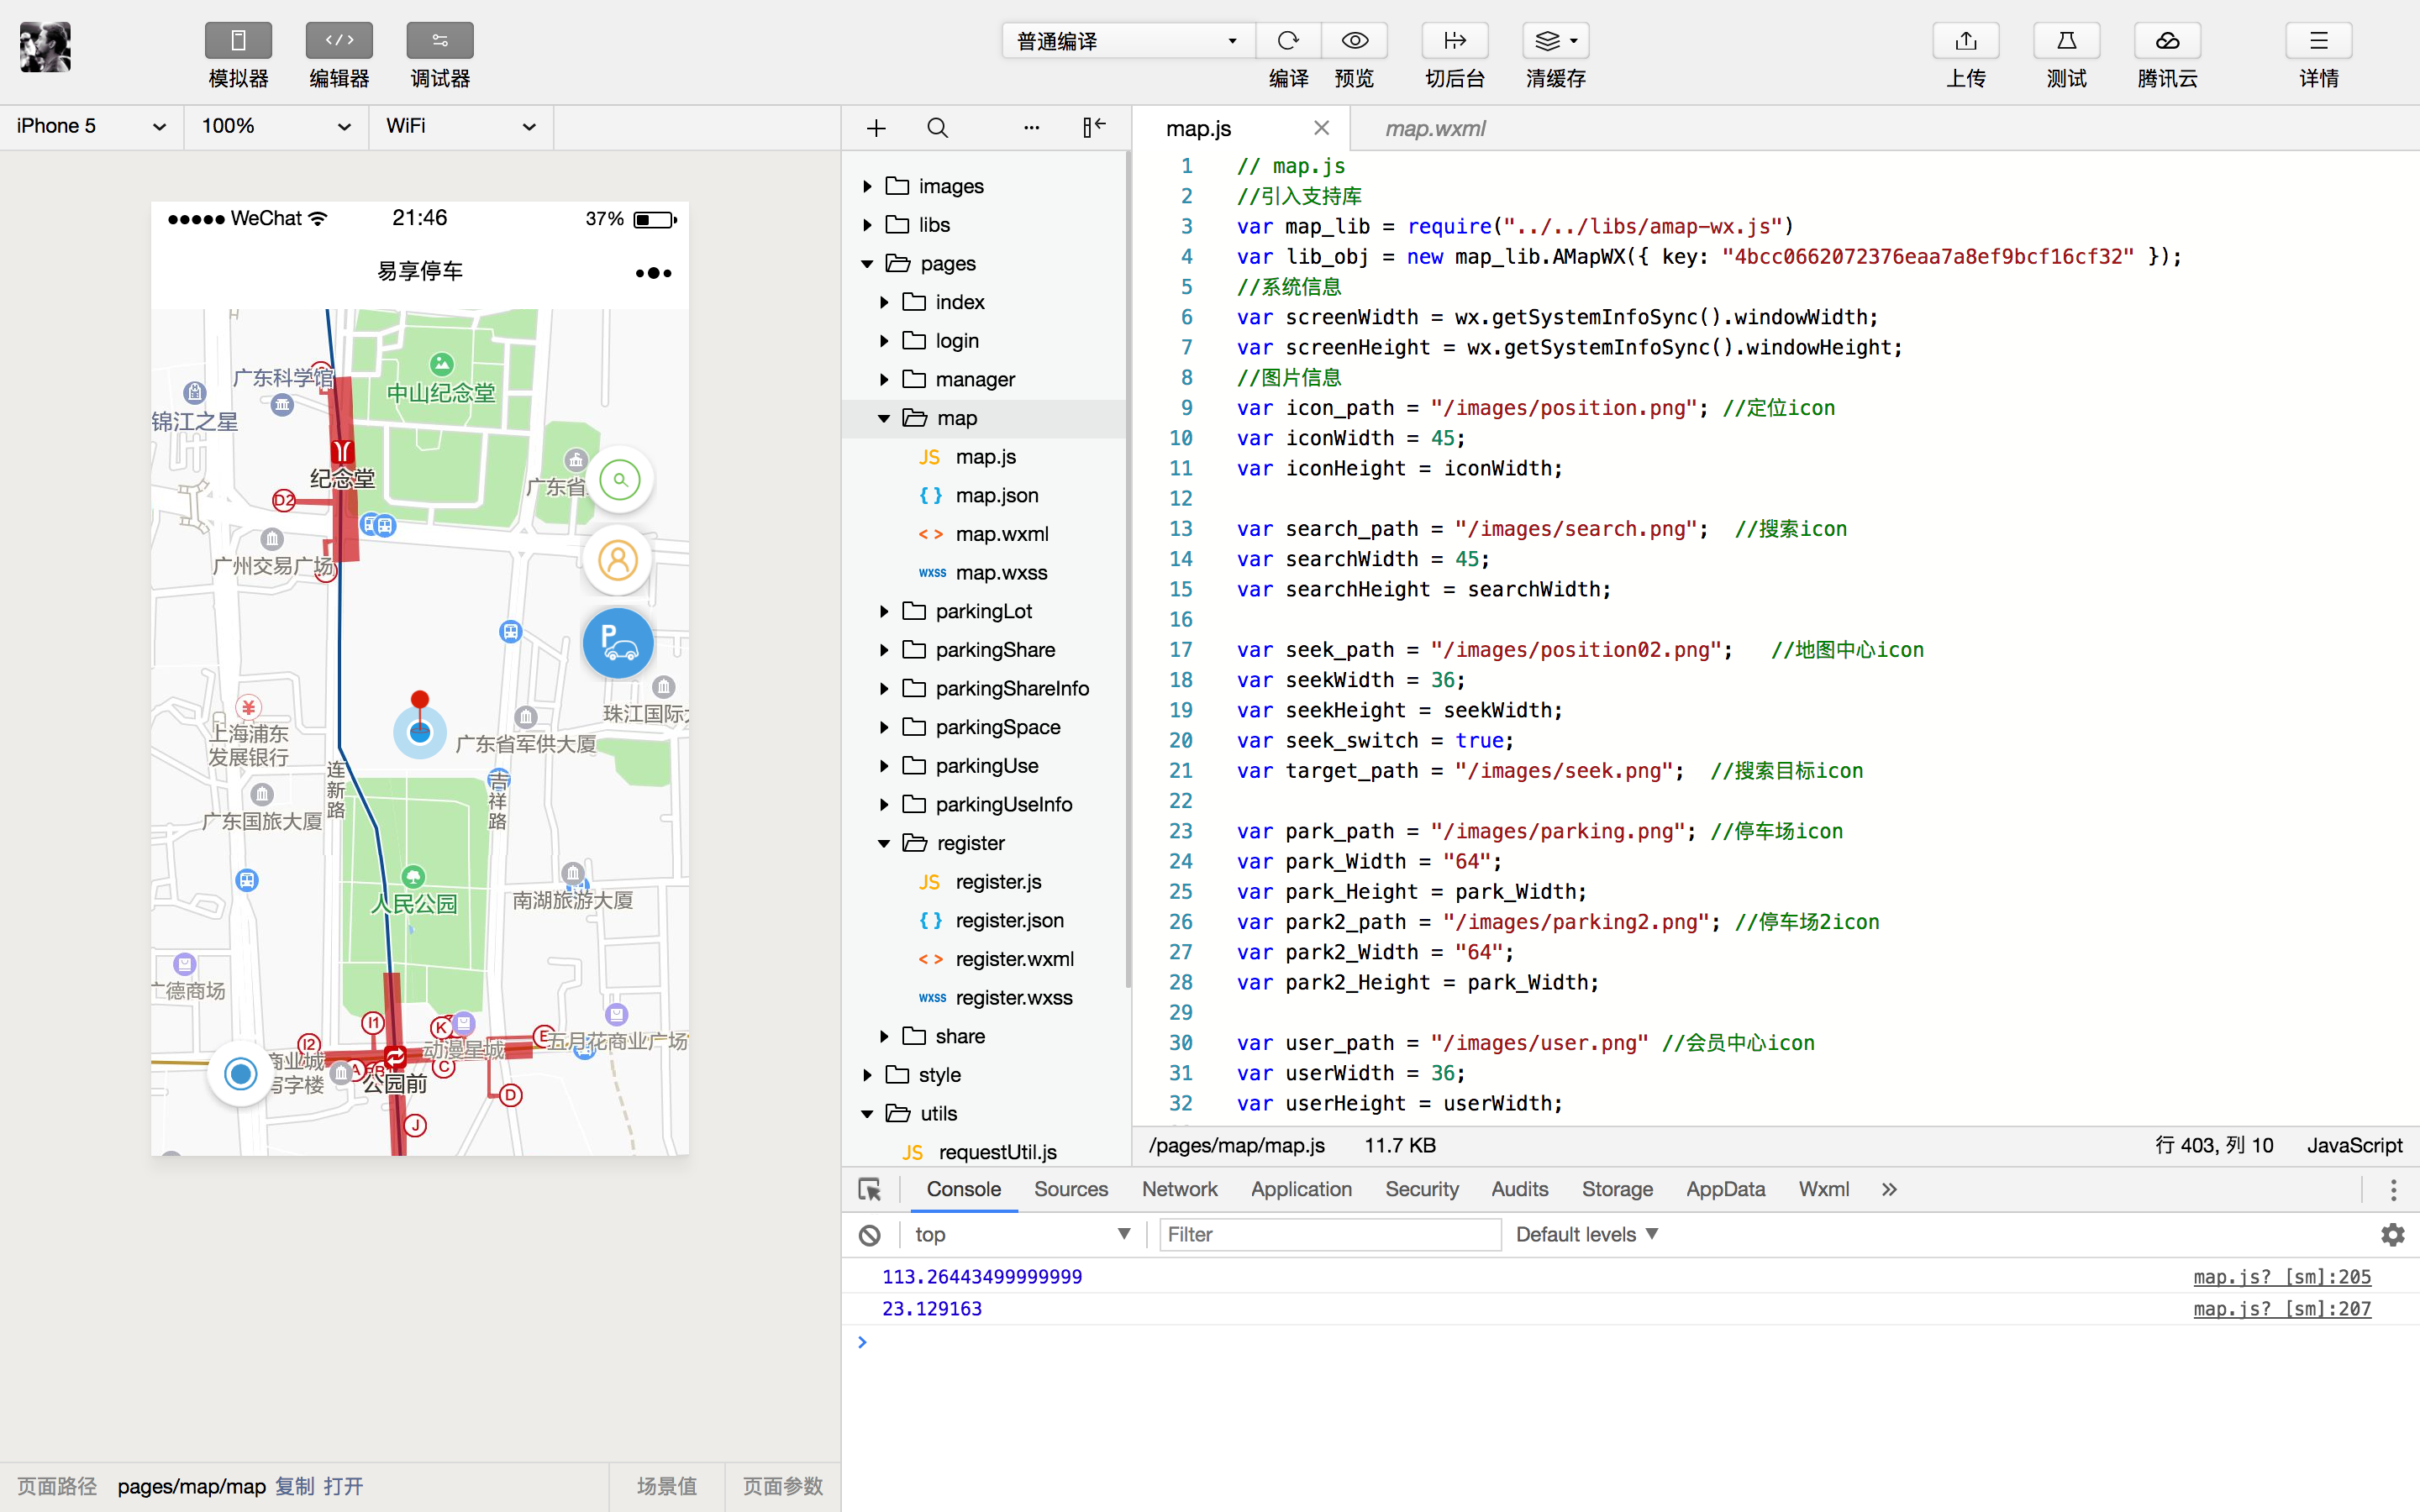 模拟器
编辑器
调试器
普通编译
编译
预览
切后台
清缓存
上传
测试
腾讯云
详情
iPhone 5
100%
WiFi
WeChat
21:46
37%
易享停车
广东科学馆
中山纪念堂
锦江之星
纪念堂
D2
广东省
广州交易广场
P
珠江国际大
上海浦东
发展银行
广东省军供大厦
连新路
吉祥路
广东国旅大厦
人民公园
南湖旅游大厦
广德商场
I1
K
I2
动漫星城
E
五月花商业广场
商业城
写字楼
A
B
公园前
C
D
J
页面路径 pages/map/map 复制 打开
场景值
页面参数
images
libs
pages
index
login
manager
map
JS map.js
{ } map.json
< > map.wxml
wxss map.wxss
parkingLot
parkingShare
parkingShareInfo
parkingSpace
parkingUse
parkingUseInfo
register
JS register.js
{ } register.json
< > register.wxml
wxss register.wxss
share
style
utils
JS requestUtil.js
map.js
map.wxml
1 // map.js
2 //引入支持库
3 var map_lib = require("../../libs/amap-wx.js")
4 var lib_obj = new map_lib.AMapWX({ key: "4bcc0662072376eaa7a8ef9bcf16cf32" });
5 //系统信息
6 var screenWidth = wx.getSystemInfoSync().windowWidth;
7 var screenHeight = wx.getSystemInfoSync().windowHeight;
8 //图片信息
9 var icon_path = "/images/position.png"; //定位icon
10 var iconWidth = 45;
11 var iconHeight = iconWidth;
12
13 var search_path = "/images/search.png"; //搜索icon
14 var searchWidth = 45;
15 var searchHeight = searchWidth;
16
17 var seek_path = "/images/position02.png"; //地图中心icon
18 var seekWidth = 36;
19 var seekHeight = seekWidth;
20 var seek_switch = true;
21 var target_path = "/images/seek.png"; //搜索目标icon
22
23 var park_path = "/images/parking.png"; //停车场icon
24 var park_Width = "64";
25 var park_Height = park_Width;
26 var park2_path = "/images/parking2.png"; //停车场2icon
27 var park2_Width = "64";
28 var park2_Height = park_Width;
29
30 var user_path = "/images/user.png" //会员中心icon
31 var userWidth = 36;
32 var userHeight = userWidth;
/pages/map/map.js
11.7 KB
行 403, 列 10
JavaScript
Console
Sources
Network
Application
Security
Audits
Storage
AppData
Wxml
top
Filter
Default levels
113.26443499999999
map.js? [sm]:205
23.129163
map.js? [sm]:207